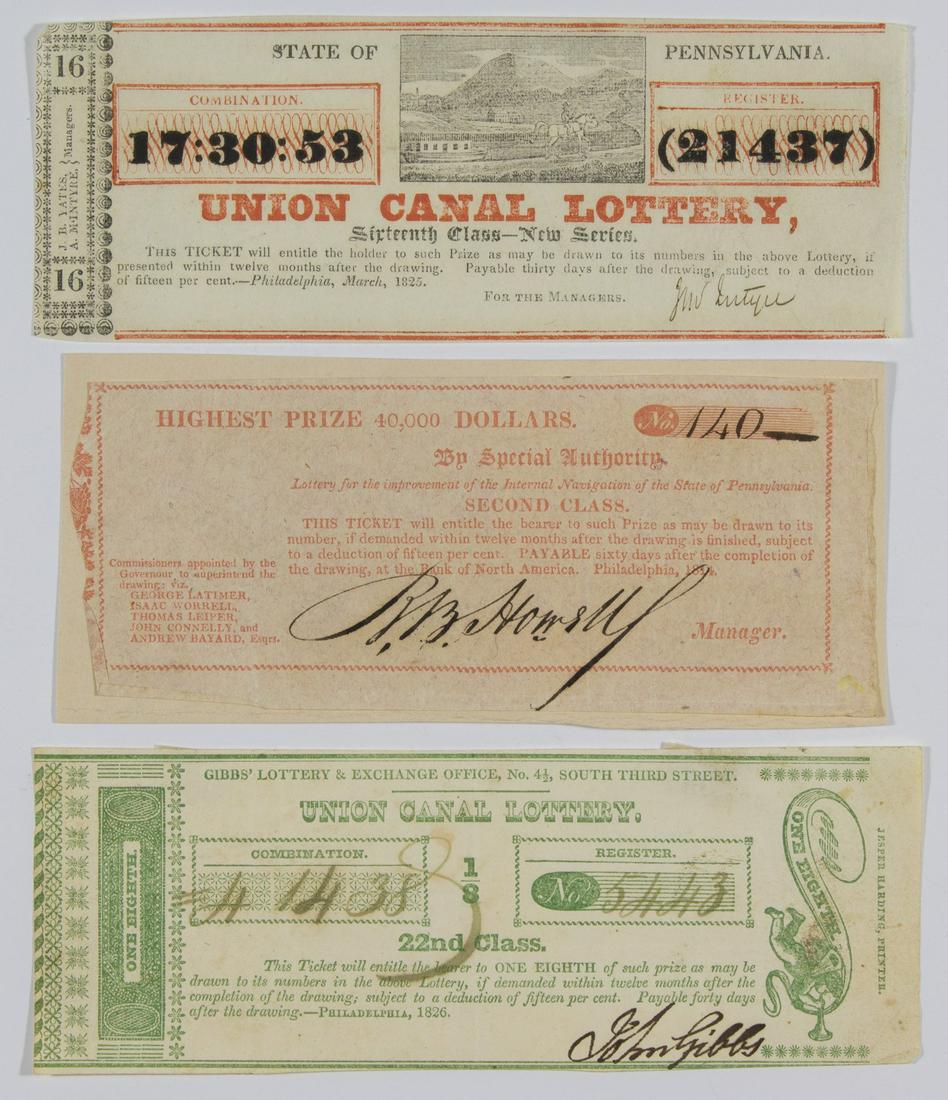 16
J. B. YATES,
A. M'INTYRE,
} Managers.
16
STATE OF PENNSYLVANIA.
COMBINATION.
17:30:53
REGISTER.
(21437)
UNION CANAL LOTTERY,
Sixteenth Class—New Series.
THIS TICKET will entitle the holder to such Prize as may be drawn to its numbers in the above Lottery, if
presented within twelve months after the drawing. Payable thirty days after the drawing, subject to a deduction
of fifteen per cent.—Philadelphia, March, 1825.
FOR THE MANAGERS.
HIGHEST PRIZE 40,000 DOLLARS.
No. 140
By Special Authority.
Lottery for the improvement of the Internal Navigation of the State of Pennsylvania.
SECOND CLASS.
THIS TICKET will entitle the bearer to such Prize as may be drawn to its
number, if demanded within twelve months after the drawing is finished, subject
to a deduction of fifteen per cent. PAYABLE sixty days after the completion of
the drawing, at the Bank of North America. Philadelphia,
Commissioners appointed by the
Governour to superintend the
drawing: viz.
GEORGE LATIMER,
ISAAC WORRELL,
THOMAS LEIPER,
JOHN CONNELLY, and
ANDREW BAYARD, Esqrs.
R. B. Howell
Manager.
GIBBS' LOTTERY & EXCHANGE OFFICE, No. 4½, SOUTH THIRD STREET.
UNION CANAL LOTTERY.
ONE EIGHTH.
COMBINATION.
4 14 38
1/8
REGISTER.
No 5443
22nd Class.
This Ticket will entitle the bearer to ONE EIGHTH of such prize as may be
drawn to its numbers in the above Lottery, if demanded within twelve months after the
completion of the drawing; subject to a deduction of fifteen per cent. Payable forty days
after the drawing.—PHILADELPHIA, 1826.
John Gibbs
ONE EIGHTH
JESPER HARDING, PRINTER.